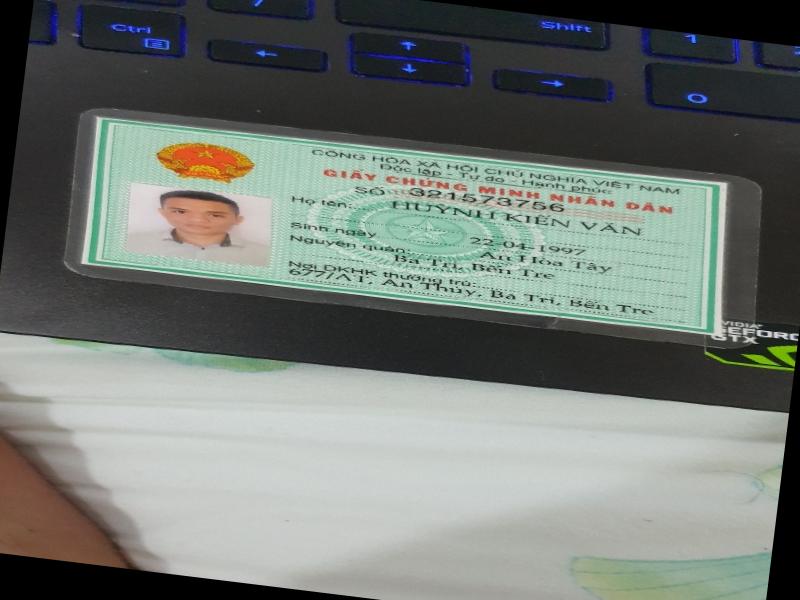 Ctrl
Shift
1
0
CỘNG HÒA XÃ HỘI CHỦ NGHĨA VIỆT NAM
Độc lập - Tự do - Hạnh phúc
GIẤY CHỨNG MINH NHÂN DÂN
SỐ 321573756
Họ tên: HUỲNH KIẾN VĂN
Sinh ngày 22-04-1997
Nguyên quán: An Hòa Tây
Ba Tri, Bến Tre
Nơi ĐKHK thường trú:
677/A1, An Thủy, Ba Tri, Bến Tre
NVIDIA
GEFORCE
GTX